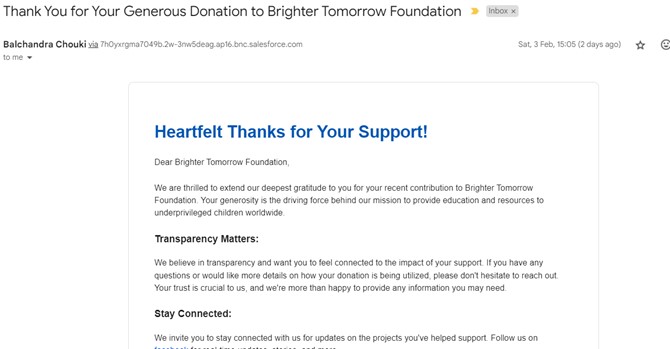 Thank You for Your Generous Donation to Brighter Tomorrow Foundation Inbox ×
Balchandra Chouki via 7h0yxrgma7049b.2w-3nw5deag.ap16.bnc.salesforce.com Sat, 3 Feb, 15:05 (2 days ago)
to me
Heartfelt Thanks for Your Support!
Dear Brighter Tomorrow Foundation,
We are thrilled to extend our deepest gratitude to you for your recent contribution to Brighter Tomorrow
Foundation. Your generosity is the driving force behind our mission to provide education and resources to
underprivileged children worldwide.
Transparency Matters:
We believe in transparency and want you to feel connected to the impact of your support. If you have any
questions or would like more details on how your donation is being utilized, please don't hesitate to reach out.
Your trust is crucial to us, and we're more than happy to provide any information you may need.
Stay Connected:
We invite you to stay connected with us for updates on the projects you've helped support. Follow us on
facebook for real-time updates, stories, and more.